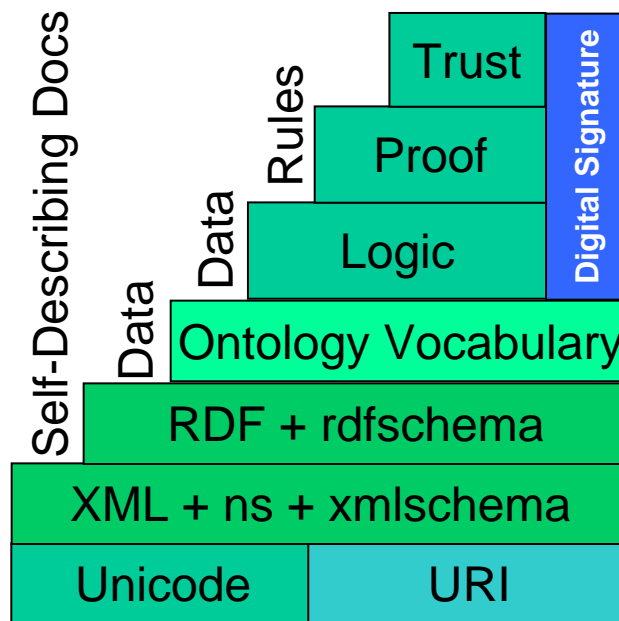 Trust
Digital Signature
Proof
Rules
Logic
Data
Ontology Vocabulary
Data
RDF + rdfschema
Self-Describing Docs
XML + ns + xmlschema
Unicode
URI